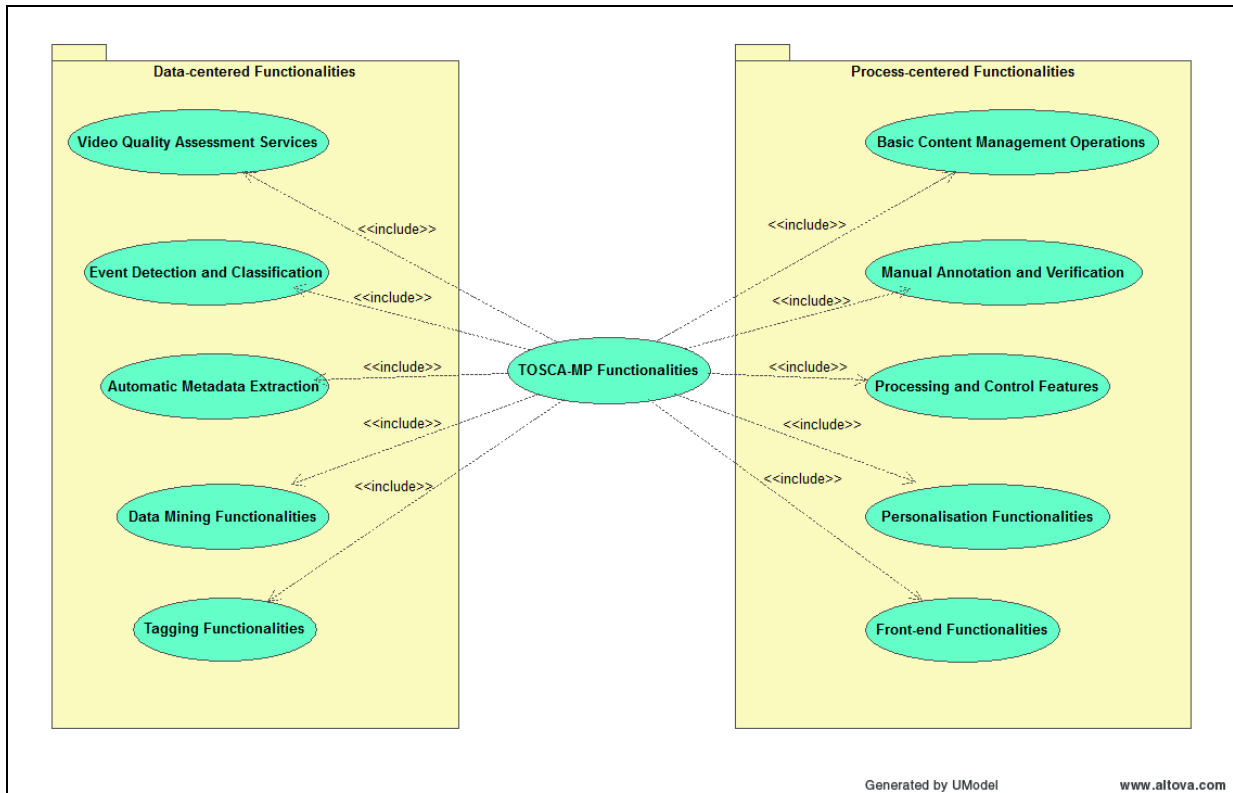 Data-centered Functionalities
Video Quality Assessment Services
<<include>>
Event Detection and Classification
<<include>>
Automatic Metadata Extraction
<<include>>
Data Mining Functionalities
<<include>>
Tagging Functionalities
<<include>>
TOSCA-MP Functionalities
Process-centered Functionalities
Basic Content Management Operations
<<include>>
Manual Annotation and Verification
<<include>>
Processing and Control Features
<<include>>
Personalisation Functionalities
<<include>>
Front-end Functionalities
<<include>>
Generated by UModel
www.altova.com